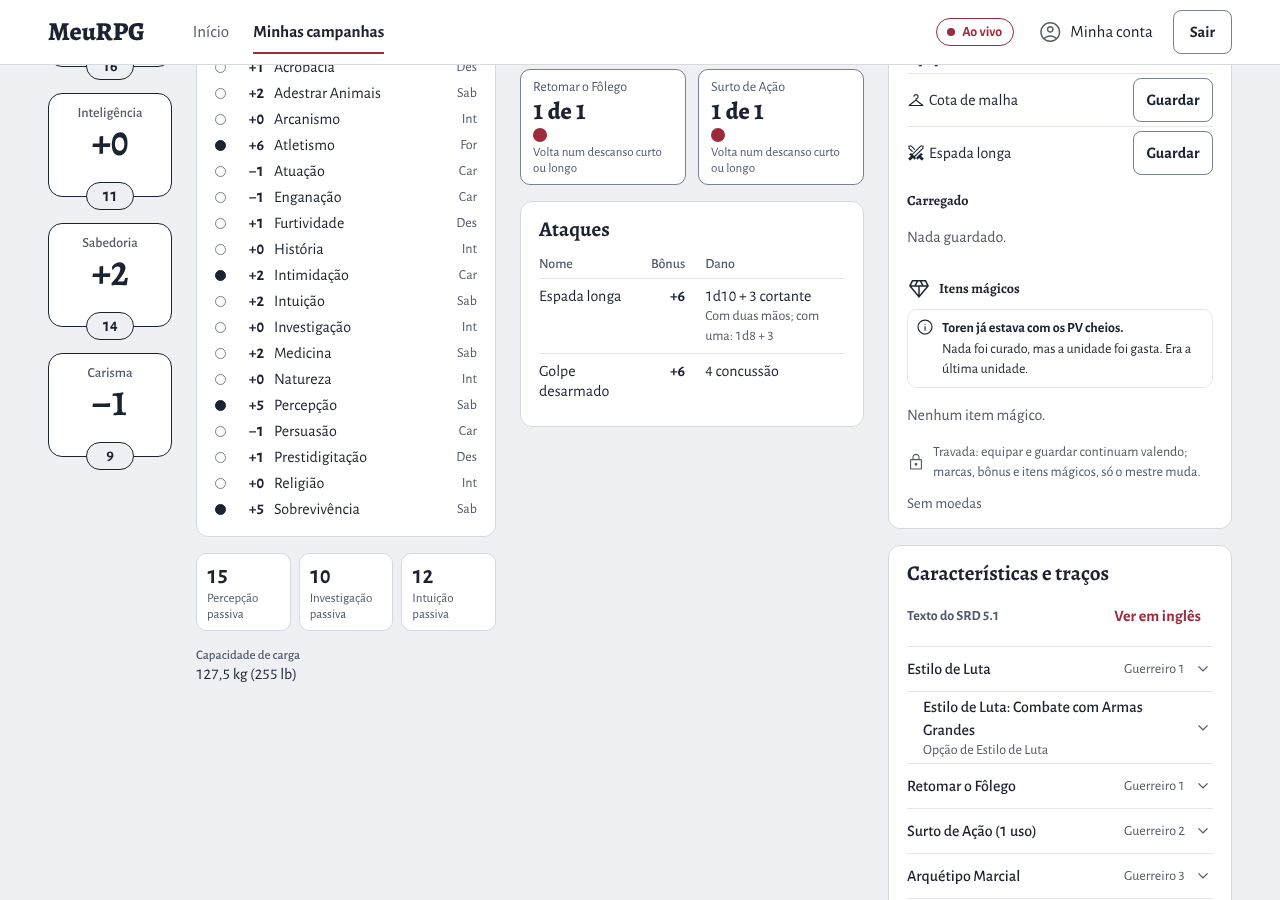 MeuRPG
Início
Minhas campanhas
Ao vivo
Minha conta
Sair
16
Inteligência
+0
11
Sabedoria
+2
14
Carisma
−1
9
+1 Acrobacia Des
+2 Adestrar Animais Sab
+0 Arcanismo Int
+6 Atletismo For
−1 Atuação Car
−1 Enganação Car
+1 Furtividade Des
+0 História Int
+2 Intimidação Car
+2 Intuição Sab
+0 Investigação Int
+2 Medicina Sab
+0 Natureza Int
+5 Percepção Sab
−1 Persuasão Car
+1 Prestidigitação Des
+0 Religião Int
+5 Sobrevivência Sab
15
Percepção
passiva
10
Investigação
passiva
12
Intuição
passiva
Capacidade de carga
127,5 kg (255 lb)
Retomar o Fôlego
1 de 1
Volta num descanso curto
ou longo
Surto de Ação
1 de 1
Volta num descanso curto
ou longo
Ataques
Nome Bônus Dano
Espada longa +6 1d10 + 3 cortante
Com duas mãos; com
uma: 1d8 + 3
Golpe
desarmado
+6 4 concussão
Cota de malha Guardar
Espada longa Guardar
Carregado
Nada guardado.
Itens mágicos
Toren já estava com os PV cheios.
Nada foi curado, mas a unidade foi gasta. Era a
última unidade.
Nenhum item mágico.
Travada: equipar e guardar continuam valendo;
marcas, bônus e itens mágicos, só o mestre muda.
Sem moedas
Características e traços
Texto do SRD 5.1 Ver em inglês
Estilo de Luta Guerreiro 1
Estilo de Luta: Combate com Armas
Grandes
Opção de Estilo de Luta
Retomar o Fôlego Guerreiro 1
Surto de Ação (1 uso) Guerreiro 2
Arquétipo Marcial Guerreiro 3